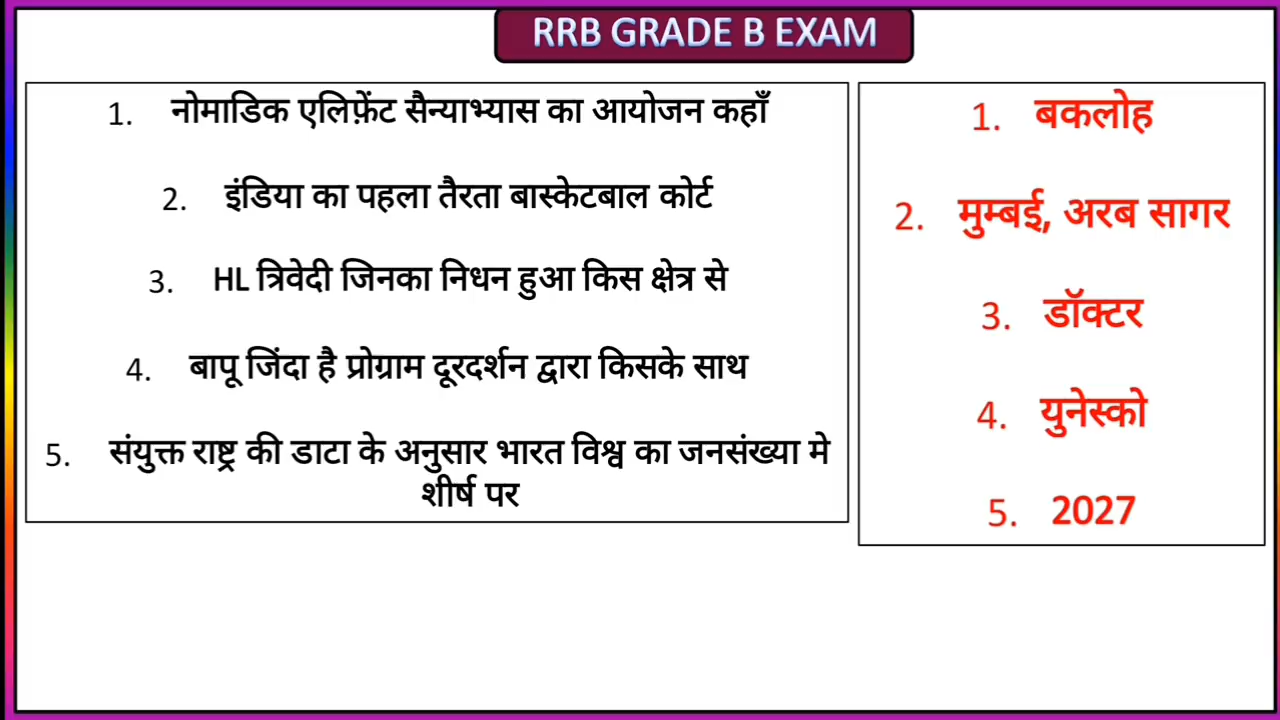 RRB GRADE B EXAM
1. नोमाडिक एलिफ़ेंट सैन्याभ्यास का आयोजन कहाँ
2. इंडिया का पहला तैरता बास्केटबाल कोर्ट
3. HL त्रिवेदी जिनका निधन हुआ किस क्षेत्र से
4. बापू जिंदा है प्रोग्राम दूरदर्शन द्वारा किसके साथ
5. संयुक्त राष्ट्र की डाटा के अनुसार भारत विश्व का जनसंख्या मे
शीर्ष पर
1. बकलोह
2. मुम्बई, अरब सागर
3. डॉक्टर
4. युनेस्को
5. 2027